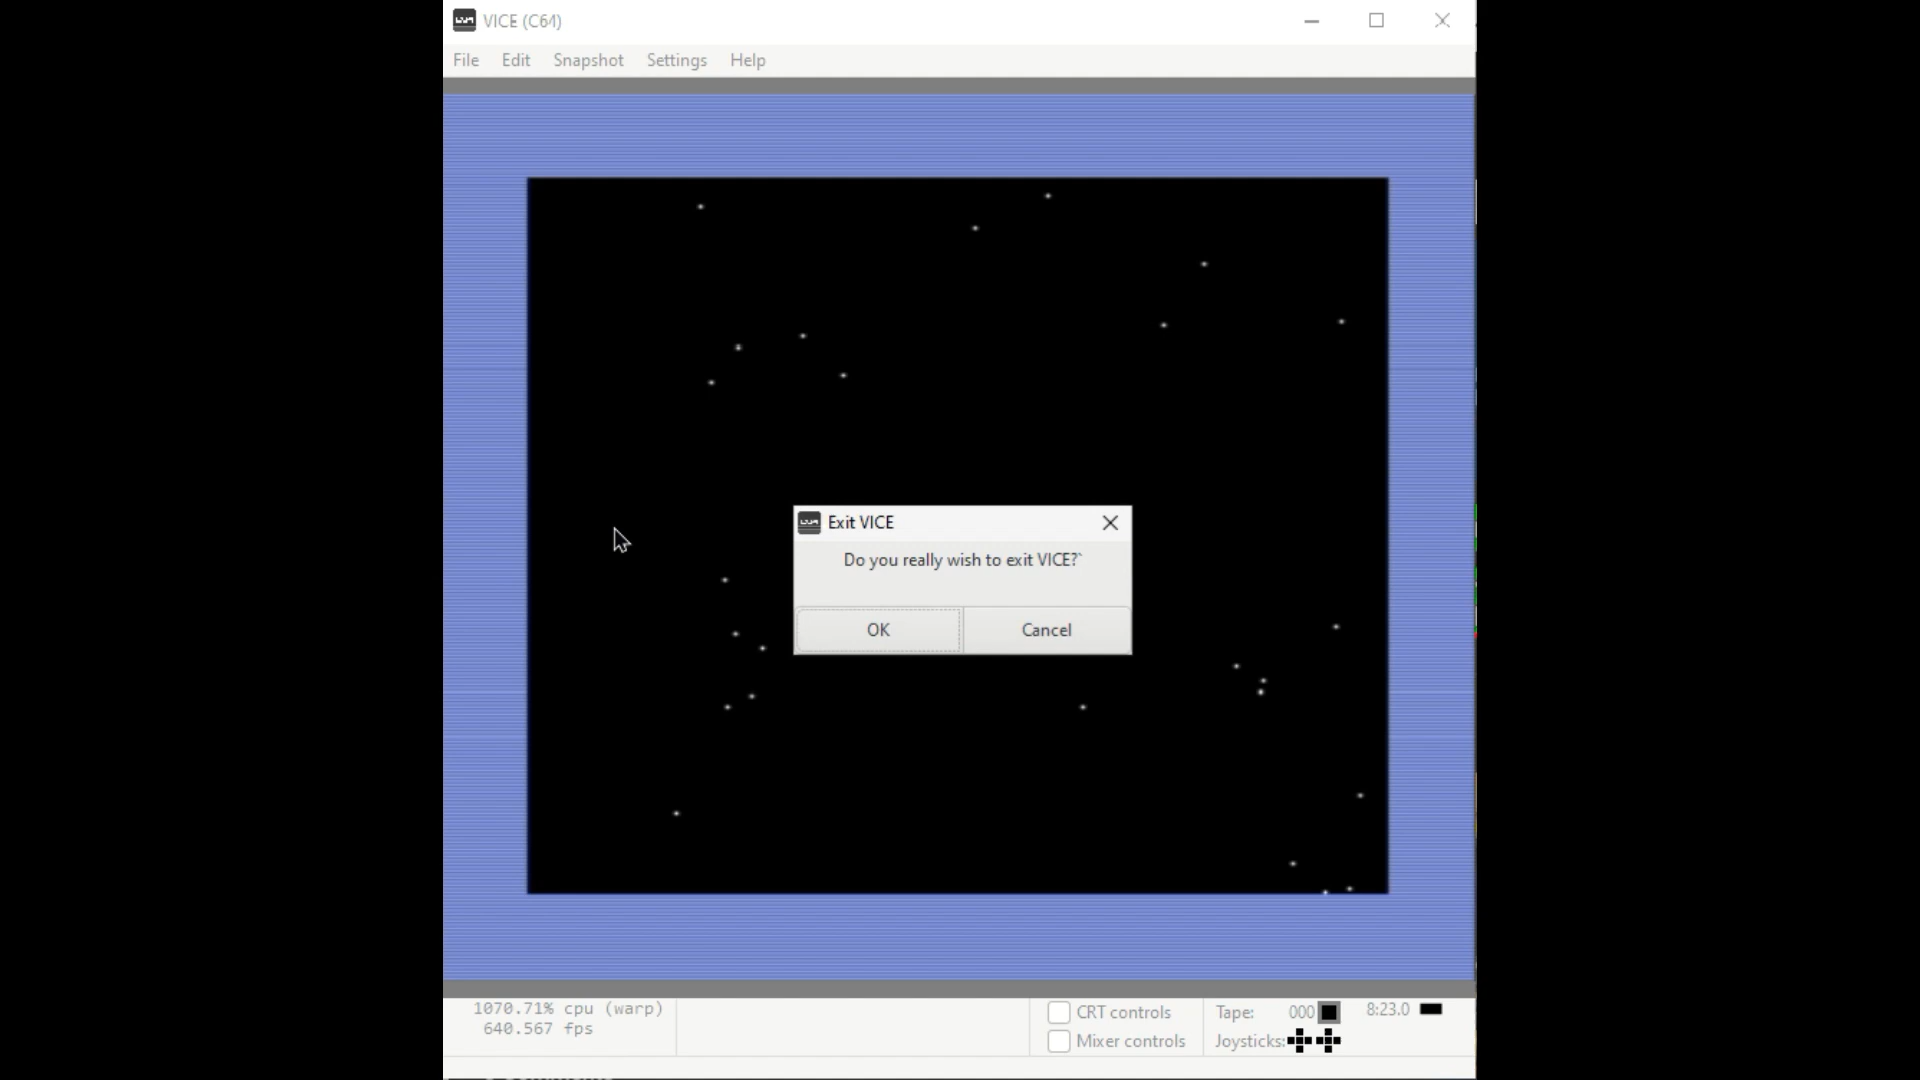 VICE (C64)
File Edit Snapshot Settings Help
Exit VICE
Do you really wish to exit VICE?`
OK Cancel
1070.71% cpu (warp)
640.567 fps
CRT controls
Mixer controls
Tape: 000
Joysticks:
8:23.0